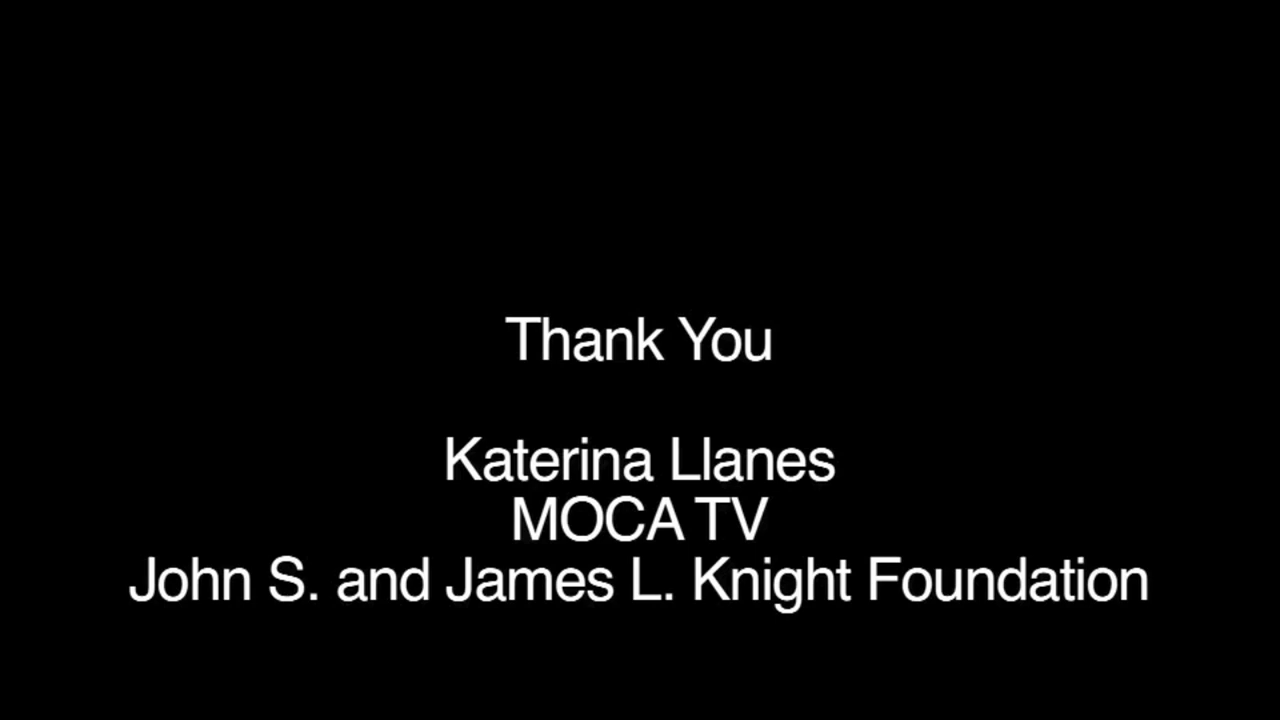 Thank You
Katerina Llanes
MOCA TV
John S. and James L. Knight Foundation